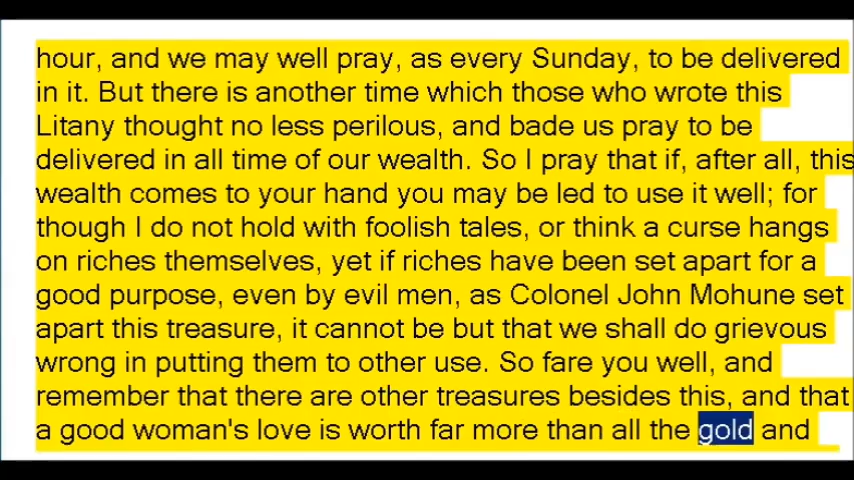 hour, and we may well pray, as every Sunday, to be delivered
in it. But there is another time which those who wrote this
Litany thought no less perilous, and bade us pray to be
delivered in all time of our wealth. So I pray that if, after all, this
wealth comes to your hand you may be led to use it well; for
though I do not hold with foolish tales, or think a curse hangs
on riches themselves, yet if riches have been set apart for a
good purpose, even by evil men, as Colonel John Mohune set
apart this treasure, it cannot be but that we shall do grievous
wrong in putting them to other use. So fare you well, and
remember that there are other treasures besides this, and that
a good woman's love is worth far more than all the gold and